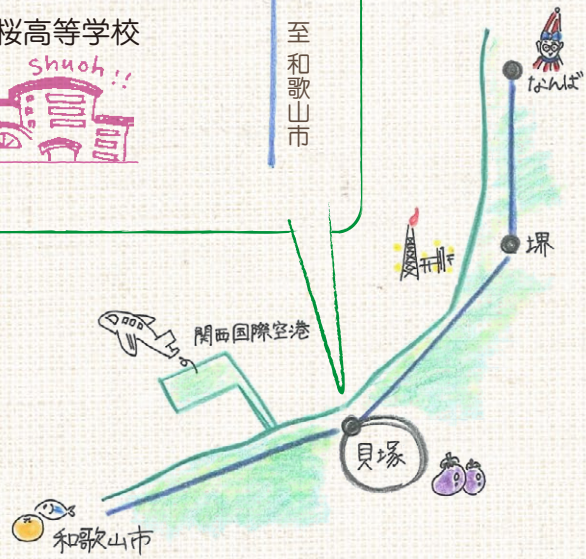 桜高等学校
shuoh!!
至 和歌山市
なんば
堺
関西国際空港
貝塚
和歌山市